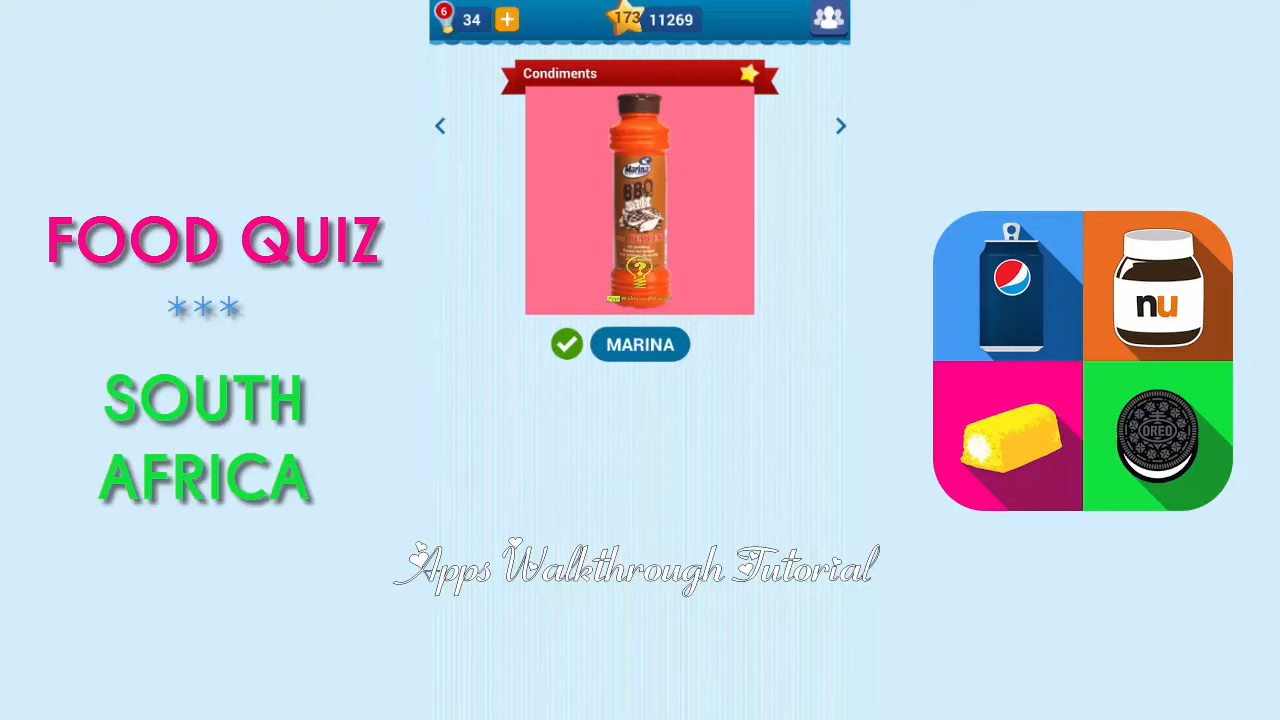 6
34
173
11269
Condiments
FOOD QUIZ
***
SOUTH
AFRICA
Marina
BBQ
MARINA
nu
OREO
Apps Walkthrough Tutorial